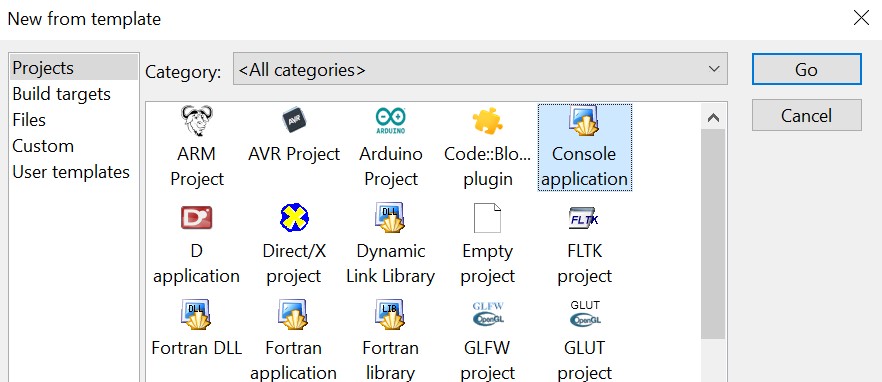 New from template
Projects
Build targets
Files
Custom
User templates
Category: <All categories>
Go
Cancel
AVR
ARDUINO
ARM Project
AVR Project
Arduino Project
Code::Blo... plugin
Console application
D
DLL
FLTK
D application
Direct/X project
Dynamic Link Library
Empty project
FLTK project
DLL
LIB
GLFW OpenGL
GLUT OpenGL
Fortran DLL
Fortran application
Fortran library
GLFW project
GLUT project